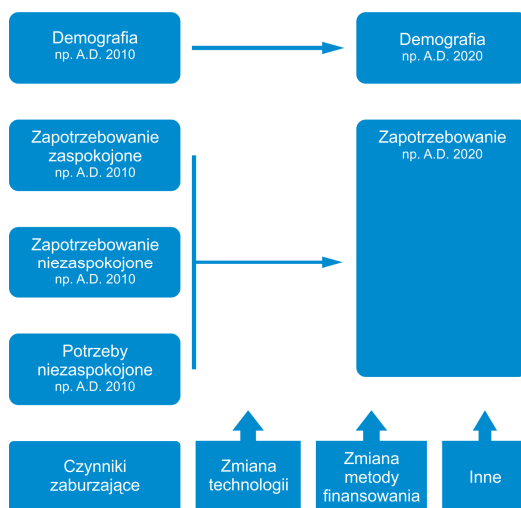 Demografia
np. A.D. 2010
Demografia
np. A.D. 2020
Zapotrzebowanie
zaspokojone
np. A.D. 2010
Zapotrzebowanie
np. A.D. 2020
Zapotrzebowanie
niezaspokojone
np. A.D. 2010
Potrzeby
niezaspokojone
np. A.D. 2010
Czynniki
zaburzające
Zmiana
technologii
Zmiana
metody
finansowania
Inne